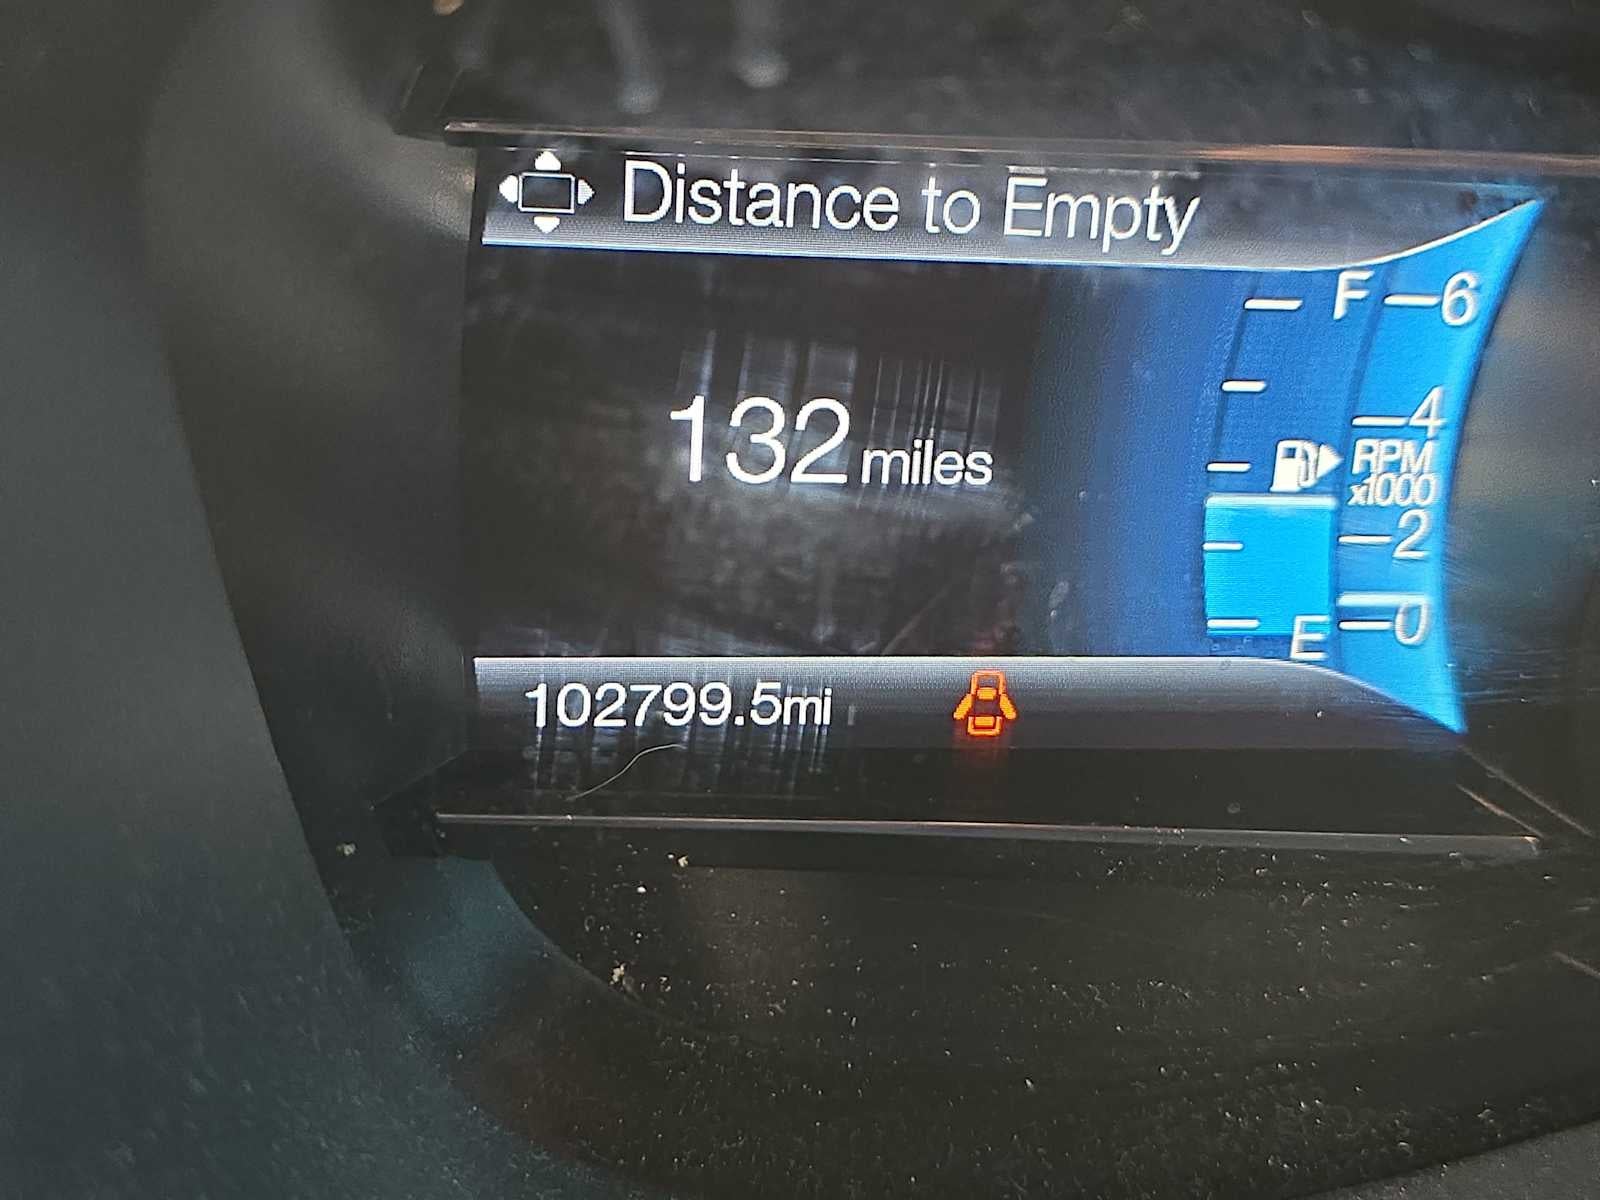 Distance to Empty
F
6
4
132 miles
RPM
x1000
2
0
E
102799.5mi